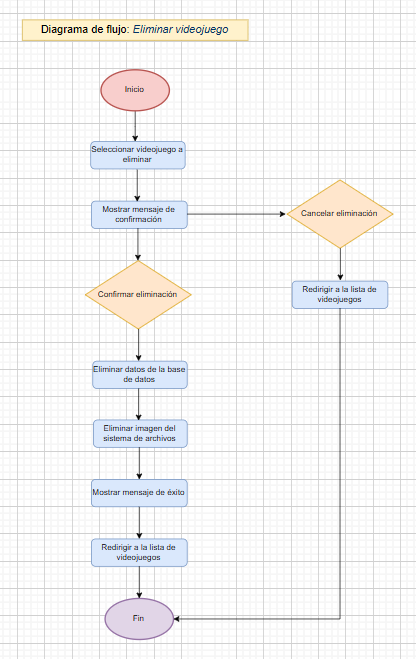 Diagrama de flujo: Eliminar videojuego
Inicio
Seleccionar videojuego a
eliminar
Mostrar mensaje de
confirmación
Cancelar eliminación
Redirigir a la lista de
videojuegos
Confirmar eliminación
Eliminar datos de la base
de datos
Eliminar imagen del
sistema de archivos
Mostrar mensaje de éxito
Redirigir a la lista de
videojuegos
Fin